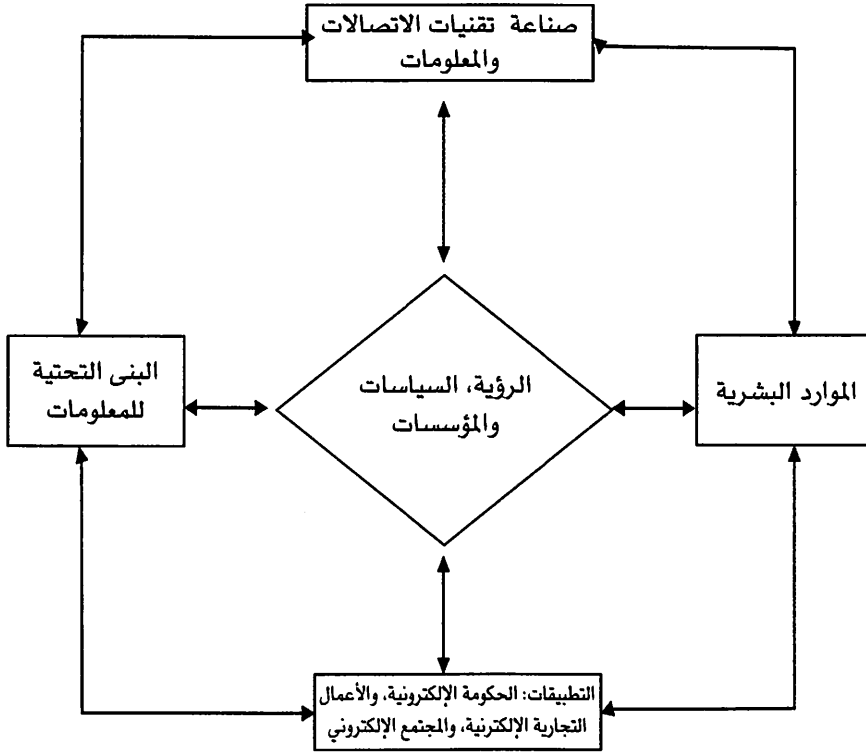 صناعة تقنيات الاتصالات
والمعلومات
الموارد البشرية
الرؤية، السياسات
والمؤسسات
البنى التحتية
للمعلومات
التطبيقات: الحكومة الإلكترونية، والأعمال
التجارية الإلكترنية، والمجتمع الإلكتروني